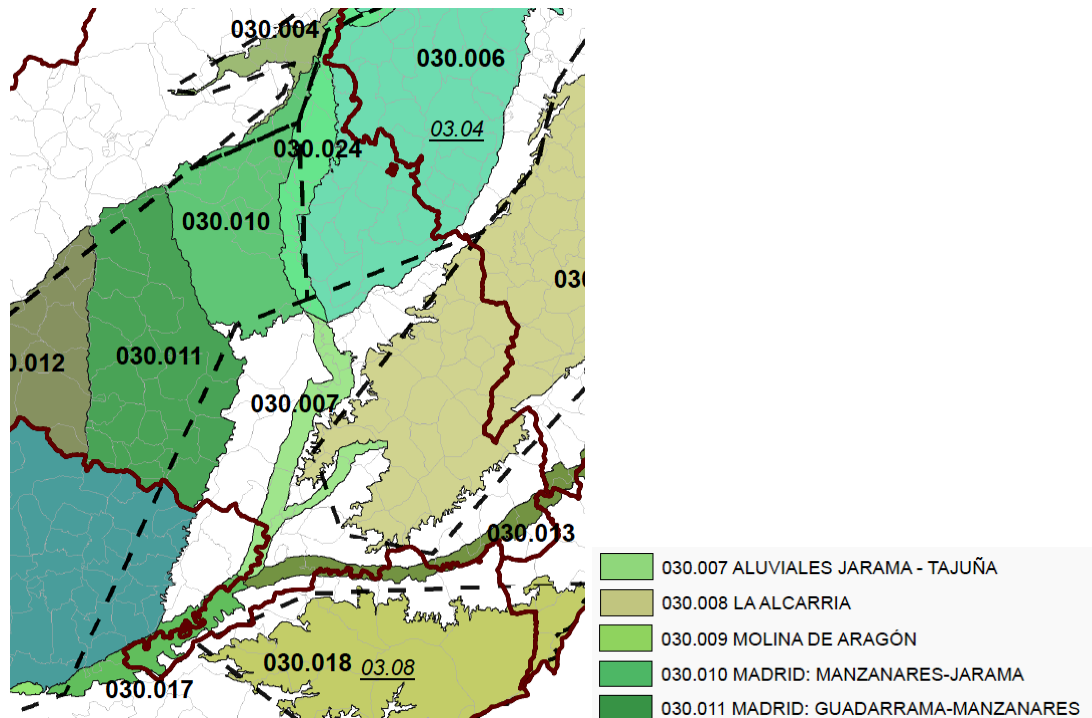 030.004
030.006
03.04
030.024
030.010
030.011
0.012
030.007
030.013
030.018 03.08
030.017
030.007 ALUVIALES JARAMA - TAJUÑA
030.008 LA ALCARRIA
030.009 MOLINA DE ARAGÓN
030.010 MADRID: MANZANARES-JARAMA
030.011 MADRID: GUADARRAMA-MANZANARES